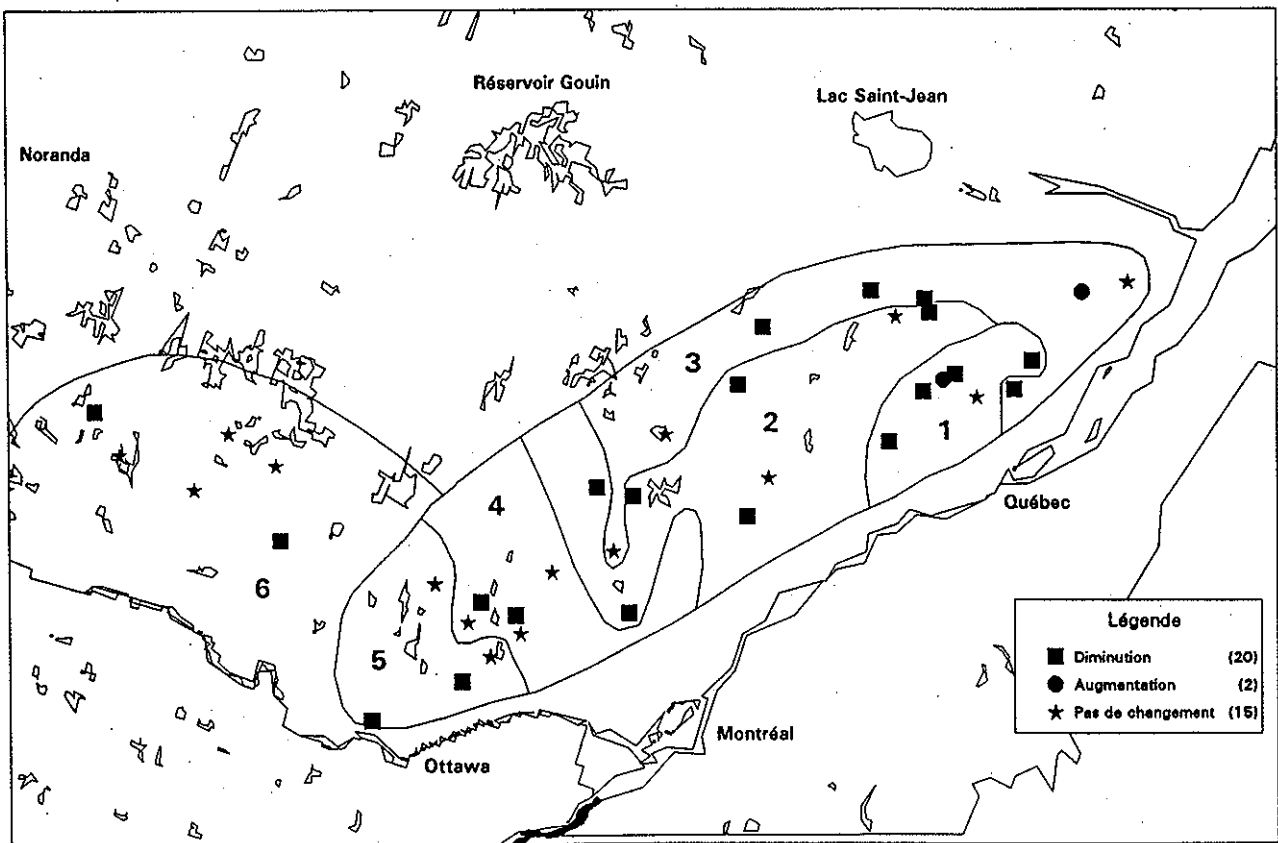 Réservoir Gouin
Lac Saint-Jean
Noranda
3
2
1
4
Québec
6
5
Légende
Diminution (20)
Augmentation (2)
Pas de changement (15)
Montréal
Ottawa